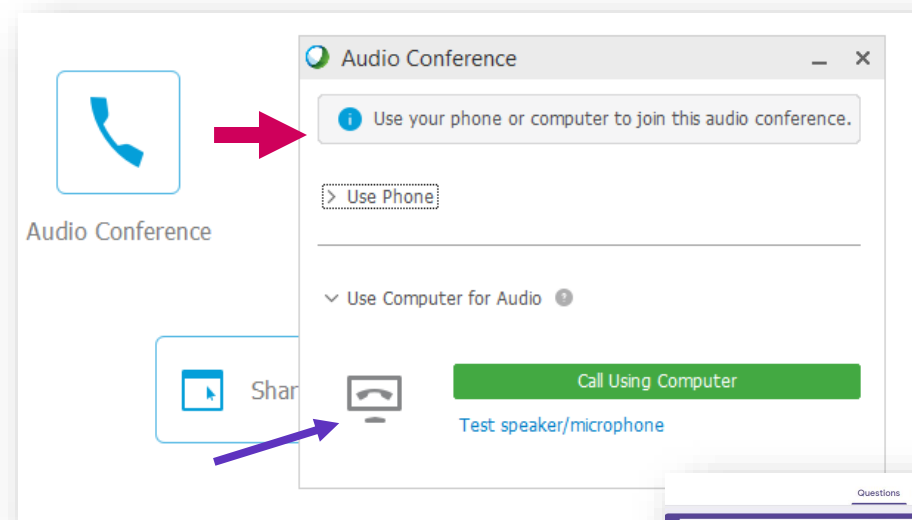 Audio Conference
Use your phone or computer to join this audio conference.
> Use Phone
Audio Conference
Use Computer for Audio ?
Shar
Call Using Computer
Test speaker/microphone
Questions